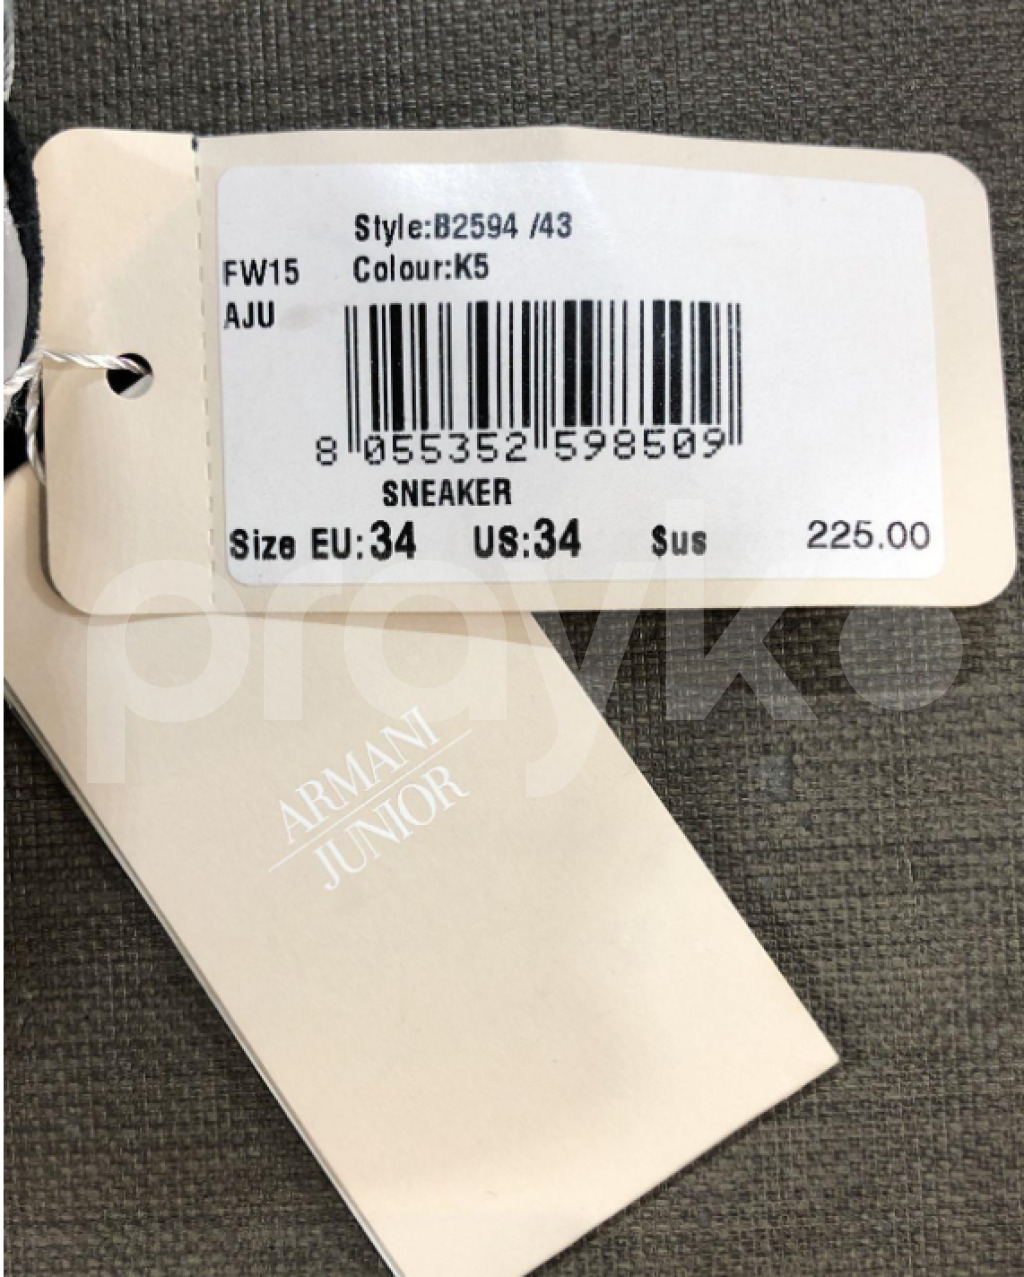 Style:B2594 /43
FW15 Colour:K5
AJU
8 055352 598509
SNEAKER
Size EU:34 US:34 $us 225.00
prayko
ARMANI
JUNIOR